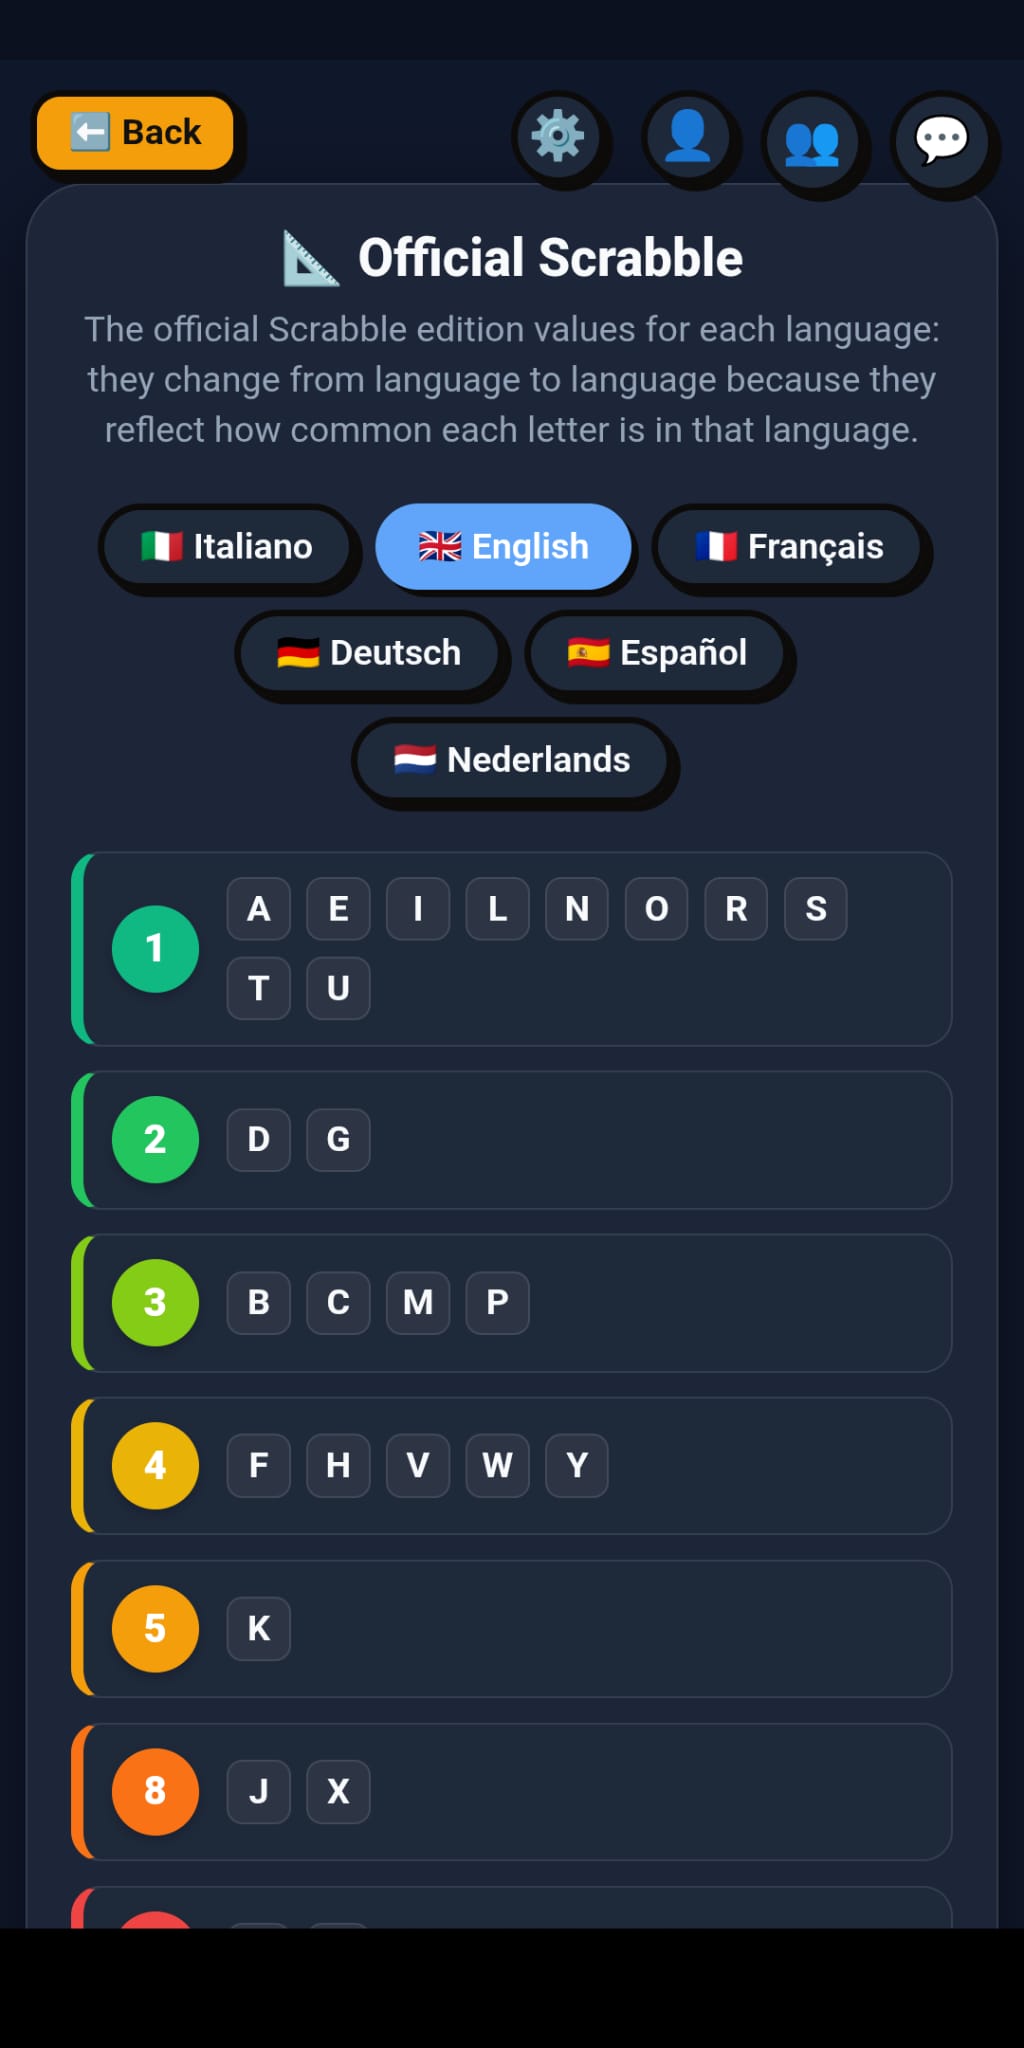 Back
Official Scrabble
The official Scrabble edition values for each language:
they change from language to language because they
reflect how common each letter is in that language.
Italiano English Français
Deutsch Español
Nederlands
1 A E I L N O R S
T U
2 D G
3 B C M P
4 F H V W Y
5 K
8 J X